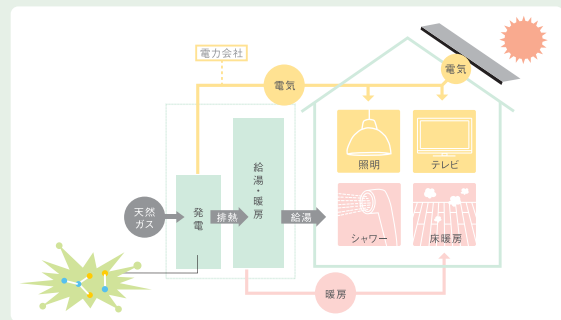 電力会社
電気
電気
照明
テレビ
給湯・暖房
発電
天然
ガス
排熱
給湯
シャワー
床暖房
暖房